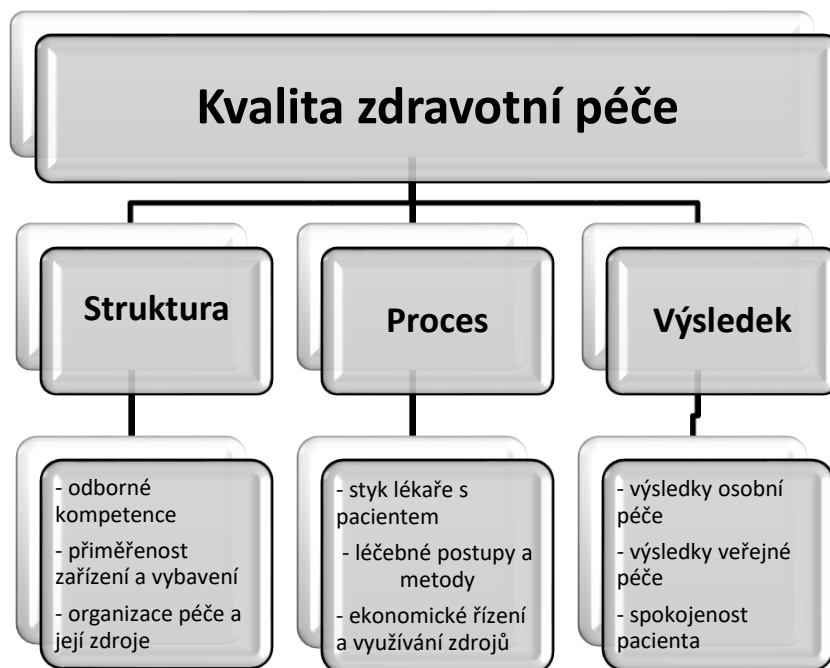 Kvalita zdravotní péče
Struktura
Proces
Výsledek
- odborné
kompetence
- přiměřenost
zařízení a vybavení
- organizace péče a
její zdroje
- styk lékaře s
pacientem
- léčebné postupy a
metody
- ekonomické řízení
a využívání zdrojů
- výsledky osobní
péče
- výsledky veřejné
péče
- spokojenost
pacienta